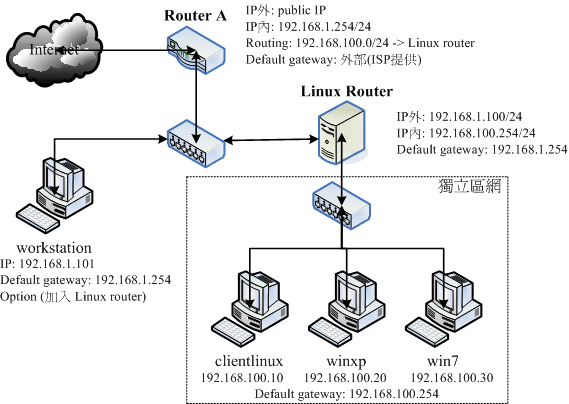 Internet
Router A
IP外: public IP
IP內: 192.168.1.254/24
Routing: 192.168.100.0/24 -> Linux router
Default gateway: 外部(ISP提供)
Linux Router
IP外: 192.168.1.100/24
IP內: 192.168.100.254/24
Default gateway: 192.168.1.254
獨立區網
workstation
IP: 192.168.1.101
Default gateway: 192.168.1.254
Option (加入 Linux router)
clientlinux
192.168.100.10
winxp
192.168.100.20
win7
192.168.100.30
Default gateway: 192.168.100.254